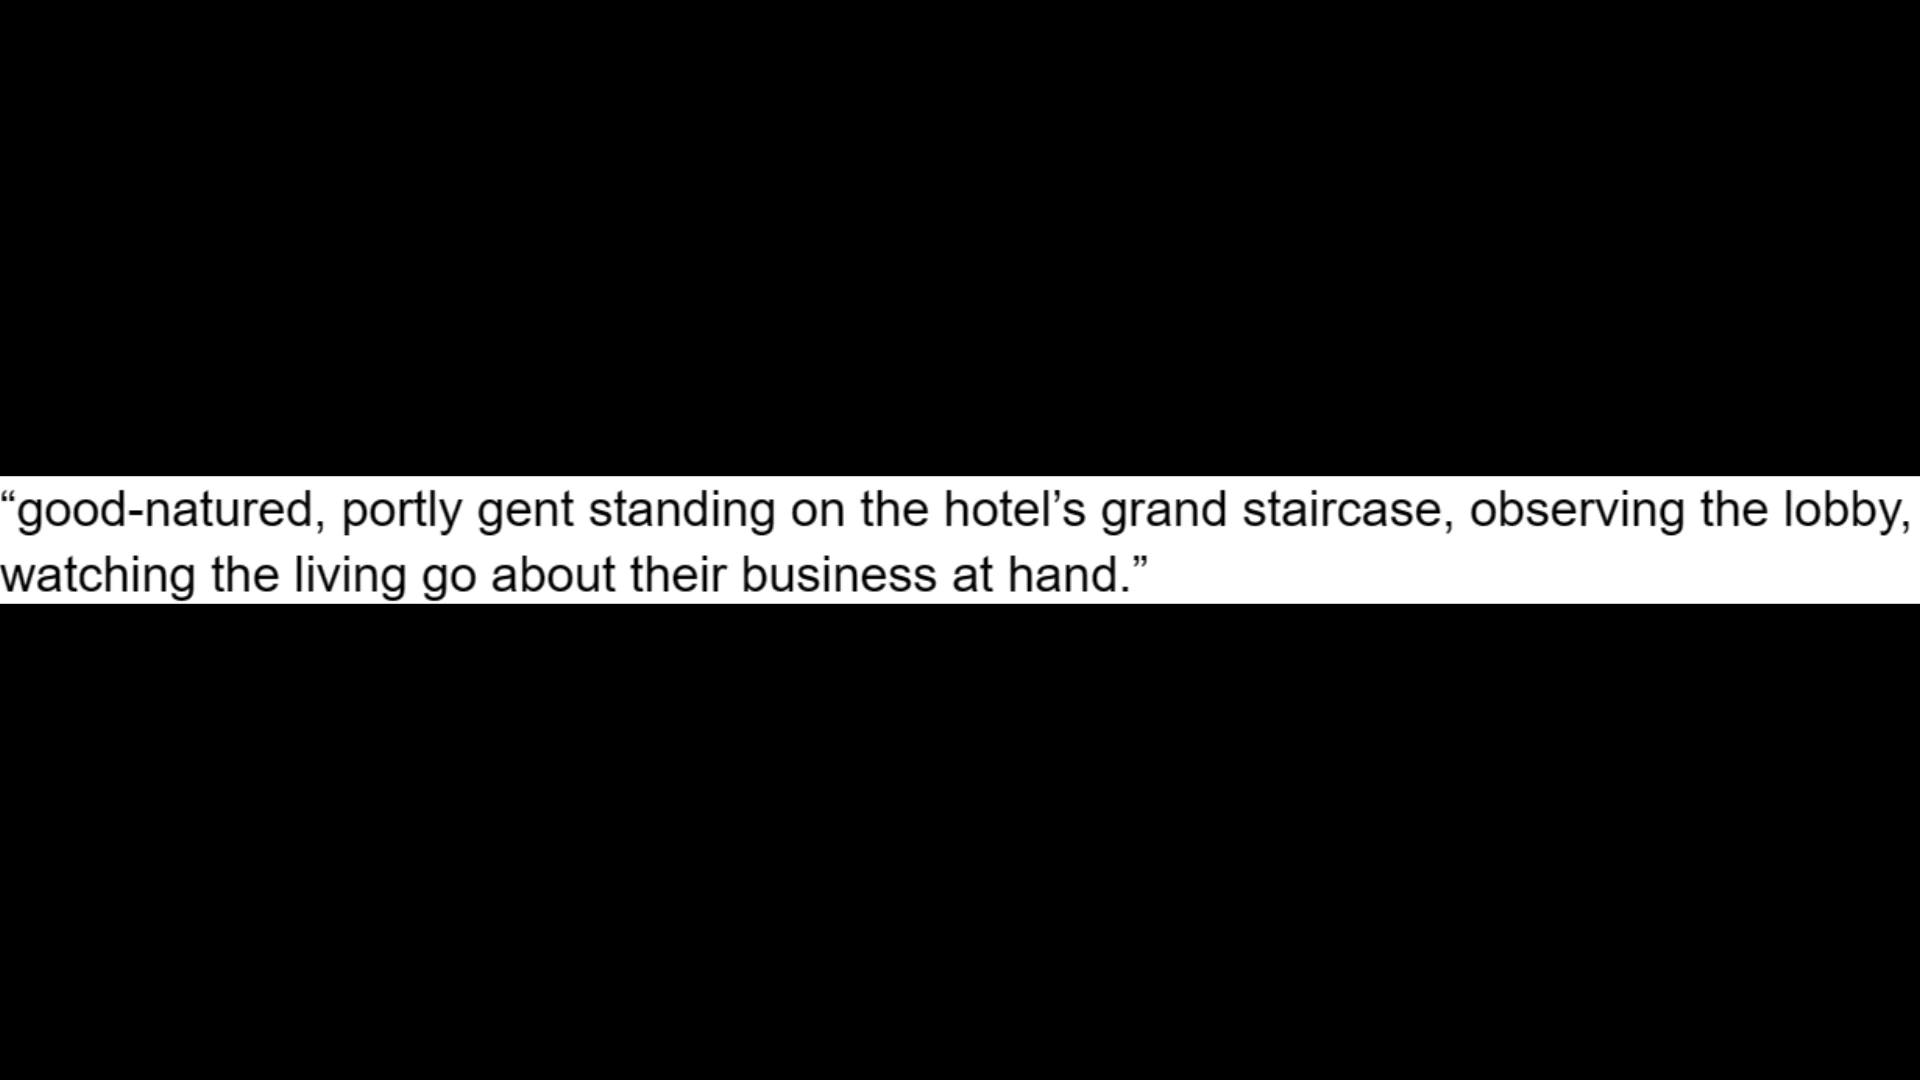 “good-natured, portly gent standing on the hotel’s grand staircase, observing the lobby,
watching the living go about their business at hand.”